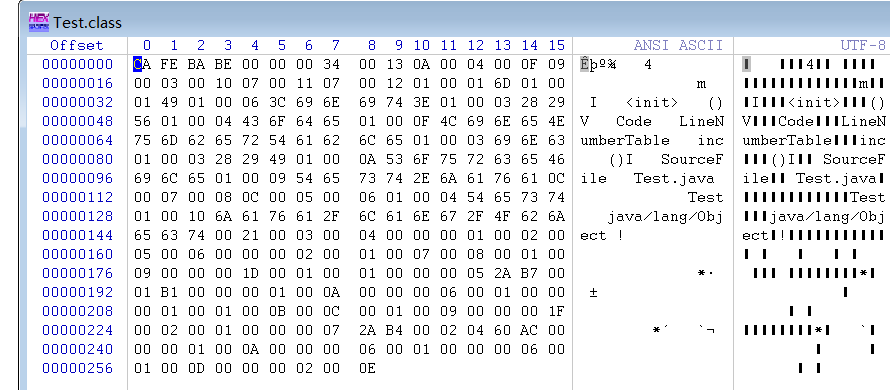 HEX Test.class
Offset 0 1 2 3 4 5 6 7 8 9 10 11 12 13 14 15 ANSI ASCII UTF-8
00000000 CA FE BA BE 00 00 00 34 00 13 0A 00 04 00 0F 09 Êþº¾ 4 4
00000016 00 03 00 10 07 00 11 07 00 12 01 00 01 6D 01 00 m m
00000032 01 49 01 00 06 3C 69 6E 69 74 3E 01 00 03 28 29 I <init> () I <init> ()
00000048 56 01 00 04 43 6F 64 65 01 00 0F 4C 69 6E 65 4E V Code LineN V Code LineN
00000064 75 6D 62 65 72 54 61 62 6C 65 01 00 03 69 6E 63 umberTable inc umberTable inc
00000080 01 00 03 28 29 49 01 00 0A 53 6F 75 72 63 65 46 ()I SourceF ()I SourceF
00000096 69 6C 65 01 00 09 54 65 73 74 2E 6A 61 76 61 0C ile Test.java ile Test.java
00000112 00 07 00 08 0C 00 05 00 06 01 00 04 54 65 73 74 Test Test
00000128 01 00 10 6A 61 76 61 2F 6C 61 6E 67 2F 4F 62 6A java/lang/Obj java/lang/Obj
00000144 65 63 74 00 21 00 03 00 04 00 00 00 01 00 02 00 ect ! ect !
00000160 05 00 06 00 00 00 02 00 01 00 07 00 08 00 01 00
00000176 09 00 00 00 1D 00 01 00 01 00 00 00 05 2A B7 00 *· *
00000192 01 B1 00 00 00 01 00 0A 00 00 00 06 00 01 00 00 ±
00000208 00 01 00 01 00 0B 00 0C 00 01 00 09 00 00 00 1F
00000224 00 02 00 01 00 00 00 07 2A B4 00 02 04 60 AC 00 *´ `¬ * `
00000240 00 00 01 00 0A 00 00 00 06 00 01 00 00 00 06 00
00000256 01 00 0D 00 00 00 02 00 0E